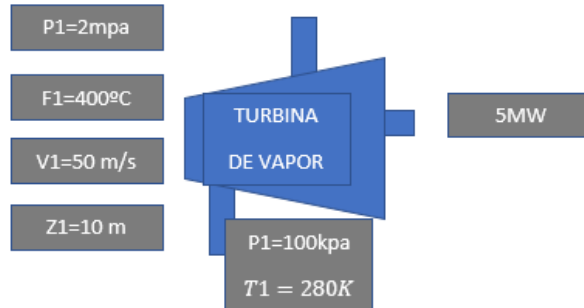 P1=2mpa
F1=400ºC
V1=50 m/s
Z1=10 m
TURBINA
DE VAPOR
5MW
P1=100kpa
T1 = 280K